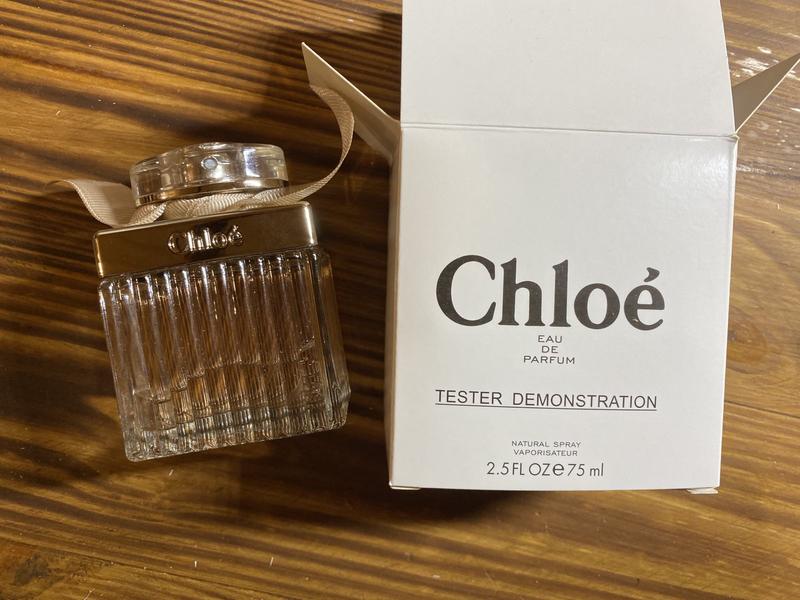 Chloé
Chloé
EAU
DE
PARFUM
TESTER DEMONSTRATION
NATURAL SPRAY
VAPORISATEUR
2.5 FL OZ ℮ 75 ml